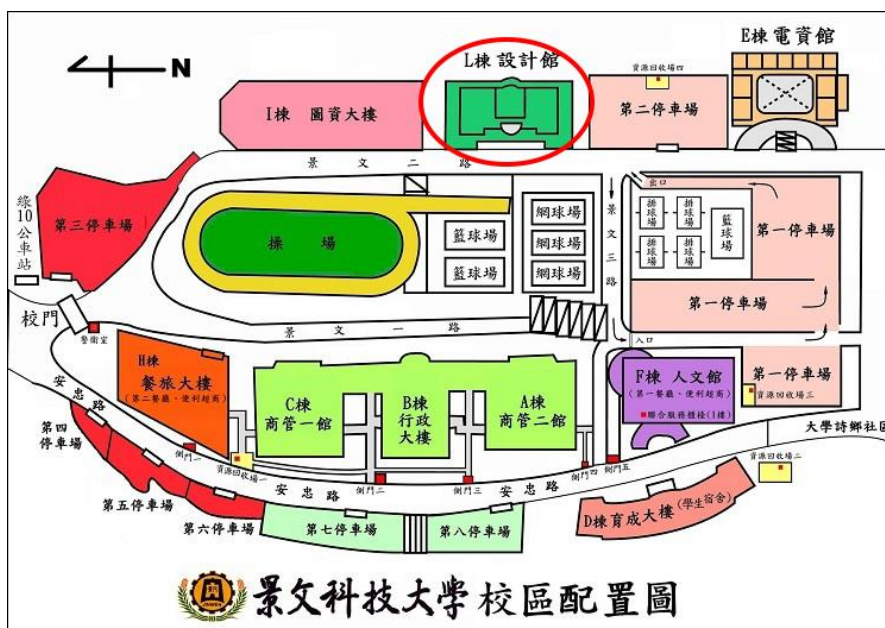 L棟設計館
E棟電資館
N
資源回收場四
I棟 圖資大樓
第二停車場
景文二路
出口
綠10公車站
第三停車場
操場
籃球場
網球場
籃球場
網球場
網球場
景文三路
排球場
排球場
排球場
排球場
籃球場
第一停車場
第一停車場
校門
警衛室
景文一路
入口
H棟
餐旅大樓
(第二餐廳、便利超商)
C棟
商管一館
B棟
行政
大樓
A棟
商管二館
F棟 人文館
(第一餐廳、便利超商)
聯合服務櫃檯(1樓)
第一停車場
資源回收場三
安忠路
第四
停車場
側門一
資源回收場一
側門二
側門三
側門四
側門五
大學詩鄉社區
資源回收場二
第五停車場
第六停車場
安忠路
安忠路
第七停車場
第八停車場
D棟育成大樓(學生宿舍)
景文科技大學校區配置圖